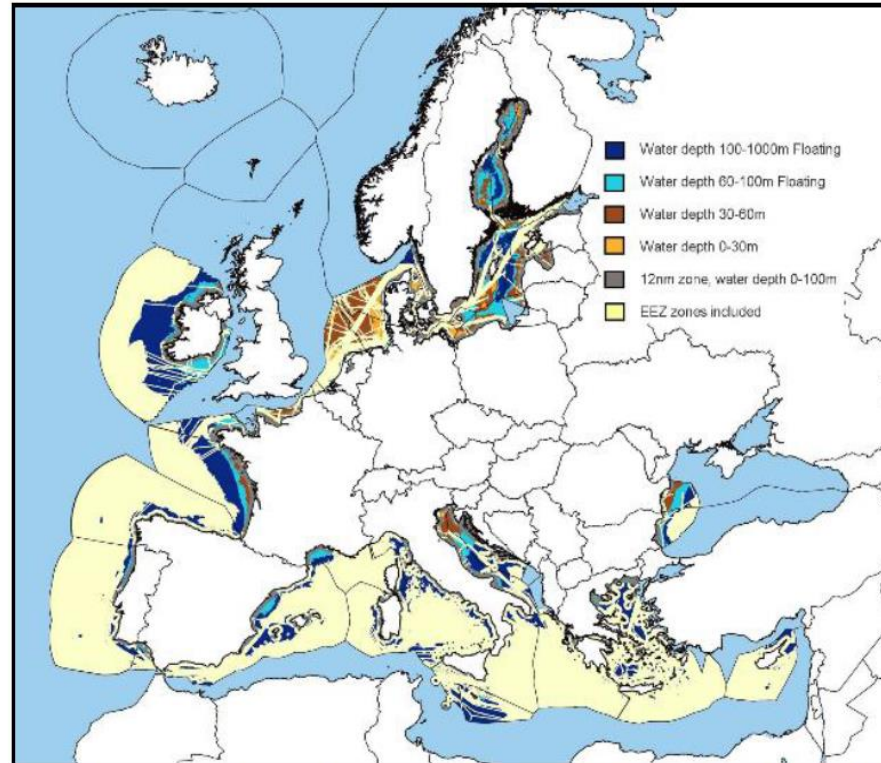 Water depth 100-1000m Floating
Water depth 60-100m Floating
Water depth 30-60m
Water depth 0-30m
12nm zone, water depth 0-100m
EEZ zones included